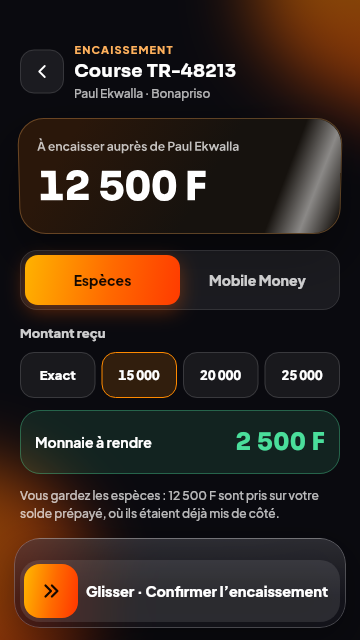 ENCAISSEMENT
Course TR-48213
Paul Ekwalla · Bonapriso
À encaisser auprès de Paul Ekwalla
12 500 F
Espèces
Mobile Money
Montant reçu
Exact
15 000
20 000
25 000
Monnaie à rendre
2 500 F
Vous gardez les espèces : 12 500 F sont pris sur votre
solde prépayé, où ils étaient déjà mis de côté.
Glisser · Confirmer l'encaissement